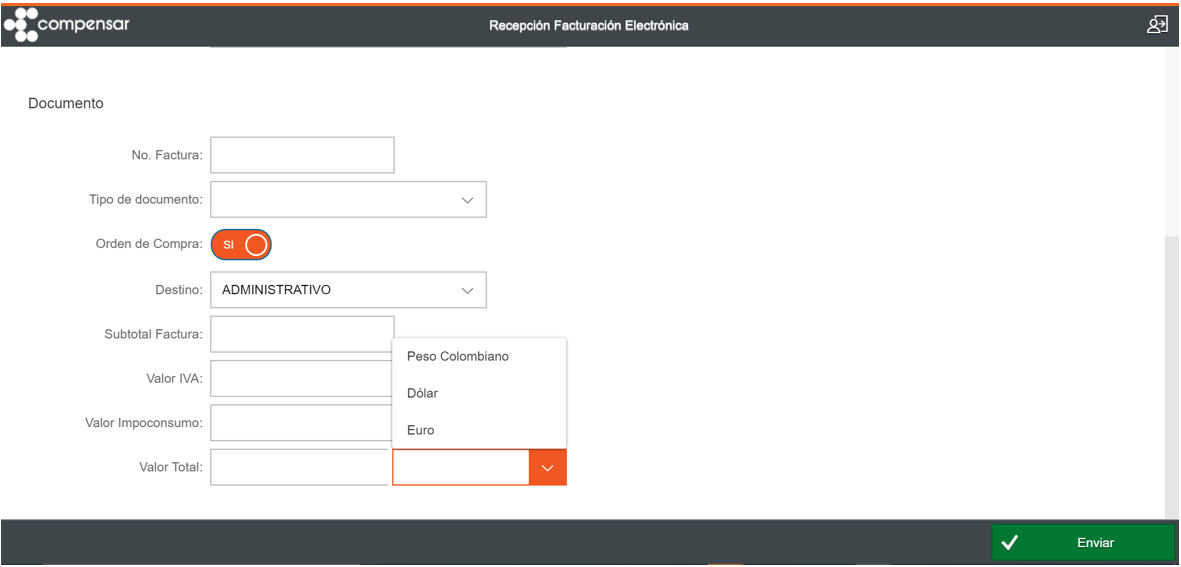 compensar
Recepción Facturación Electrónica
Documento
No. Factura:
Tipo de documento:
Orden de Compra: SI
Destino: ADMINISTRATIVO
Subtotal Factura:
Peso Colombiano
Valor IVA:
Dólar
Valor Impoconsumo:
Euro
Valor Total:
Enviar